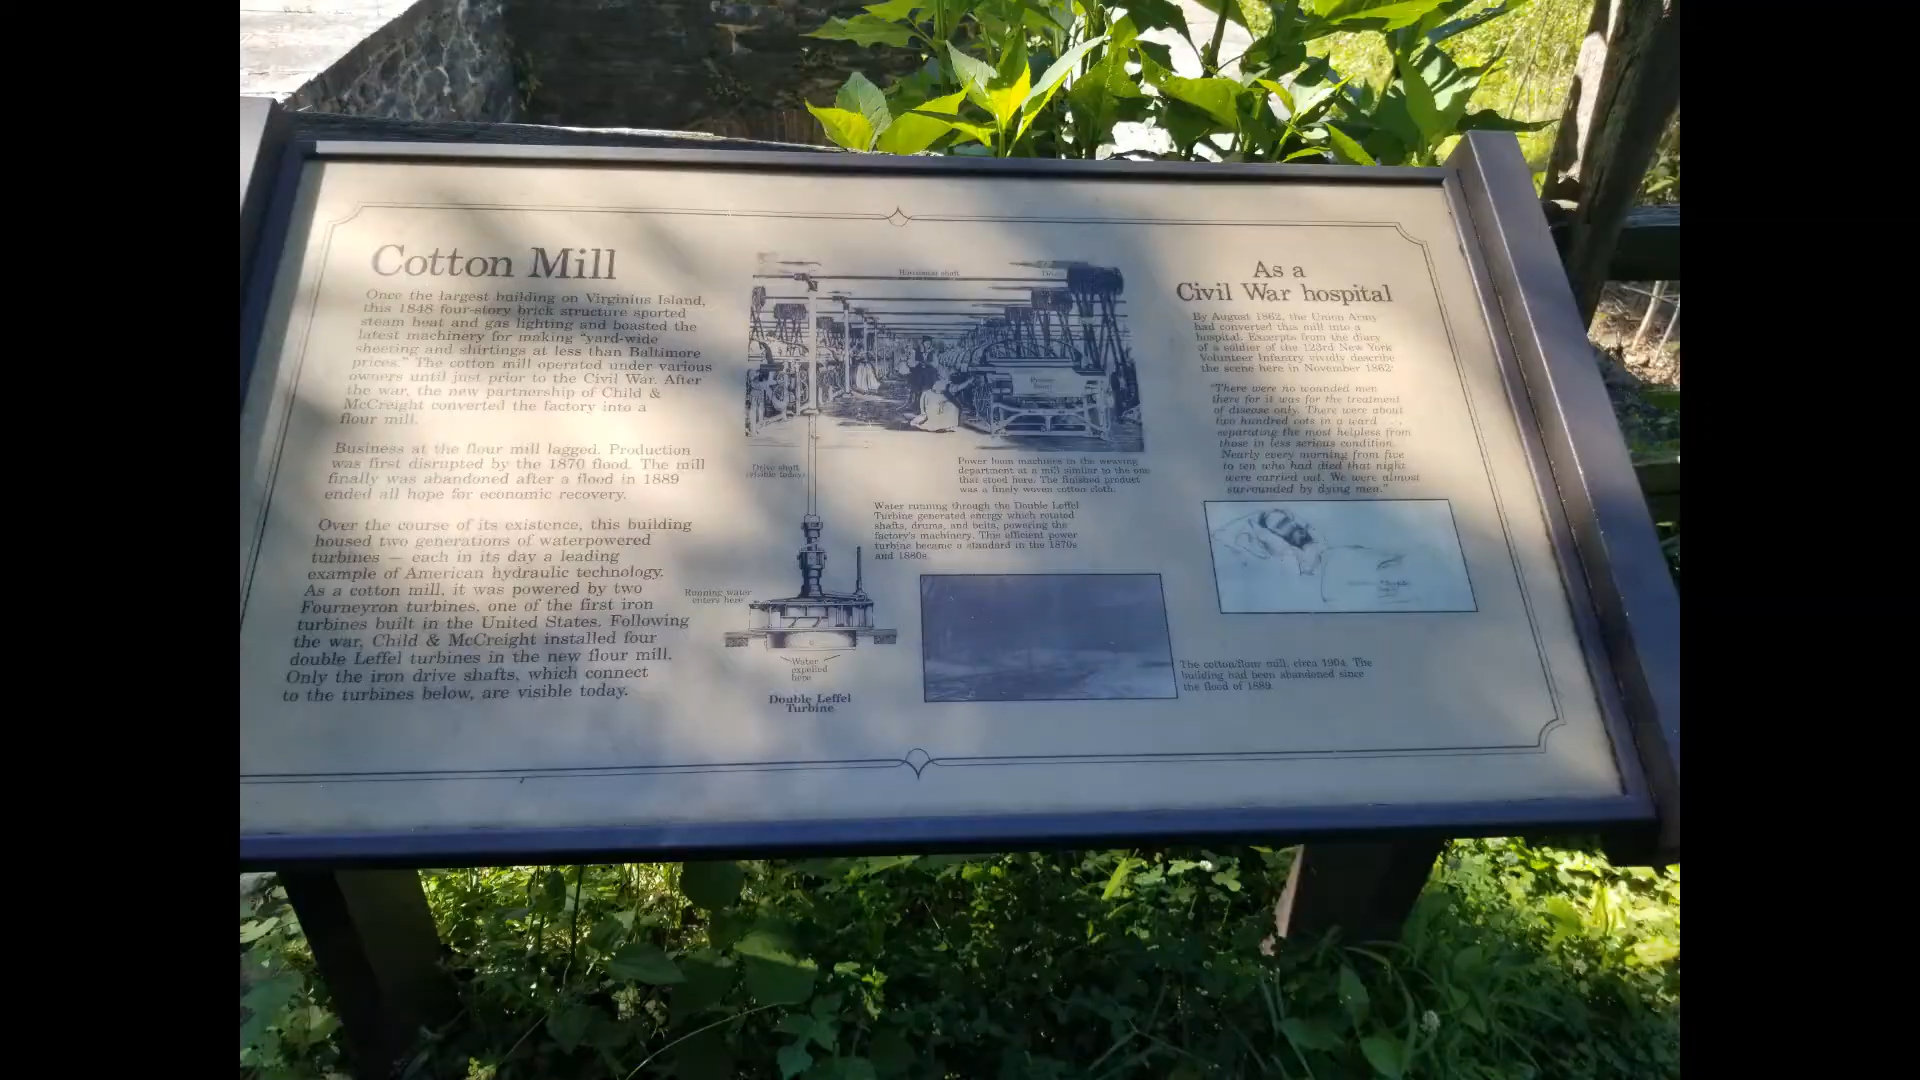 Cotton Mill
Once the largest building on Virginius Island,
this 1848 four-story brick structure sported
steam heat and gas lighting and boasted the
latest machinery for making "yard-wide
sheeting and shirtings at less than Baltimore
prices." The cotton mill operated under various
owners until just prior to the Civil War. After
the war, the new partnership of Child &
McCreight converted the factory into a
flour mill.
Business at the flour mill lagged. Production
was first disrupted by the 1870 flood. The mill
finally was abandoned after a flood in 1889
ended all hope for economic recovery.
Over the course of its existence, this building
housed two generations of waterpowered
turbines — each in its day a leading
example of American hydraulic technology.
As a cotton mill, it was powered by two
Fourneyron turbines, one of the first iron
turbines built in the United States. Following
the war, Child & McCreight installed four
double Leffel turbines in the new flour mill.
Only the iron drive shafts, which connect
to the turbines below, are visible today.
Horizontal shaft
Power
loom
Drive shaft
(visible today)
Power loom machines in the weaving
department at a mill similar to the one
that stood here. The finished product
was a finely woven cotton cloth.
Water running through the Double Leffel
Turbine generated energy which rotated
shafts, drums, and belts, powering the
factory's machinery. This efficient power
turbine became a standard in the 1870s
and 1880s.
Running water
enters here
Water
expelled
here
Double Leffel
Turbine
As a
Civil War hospital
By August 1862, the Union Army
had converted this mill into a
hospital. Excerpts from the diary
of a soldier of the 123rd New York
Volunteer Infantry vividly describe
the scene here in November 1862:
"There were no wounded men
there for it was for the treatment
of disease only. There were about
two hundred cots in a ward . . .
separating the most helpless from
those in less serious condition.
Nearly every morning from five
to ten who had died that night
were carried out. We were almost
surrounded by dying men."
The cotton/flour mill, circa 1904. The
building had been abandoned since
the flood of 1889.